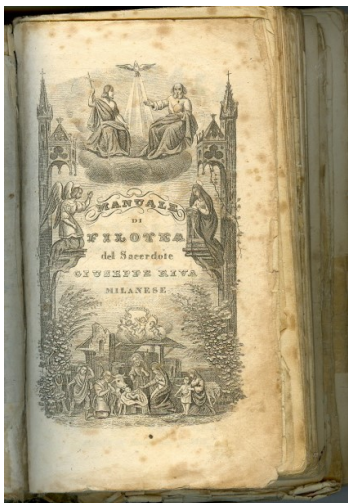 MANUALE
DI
FILOTEA
del Sacerdote
GIUSEPPE RIVA
MILANESE